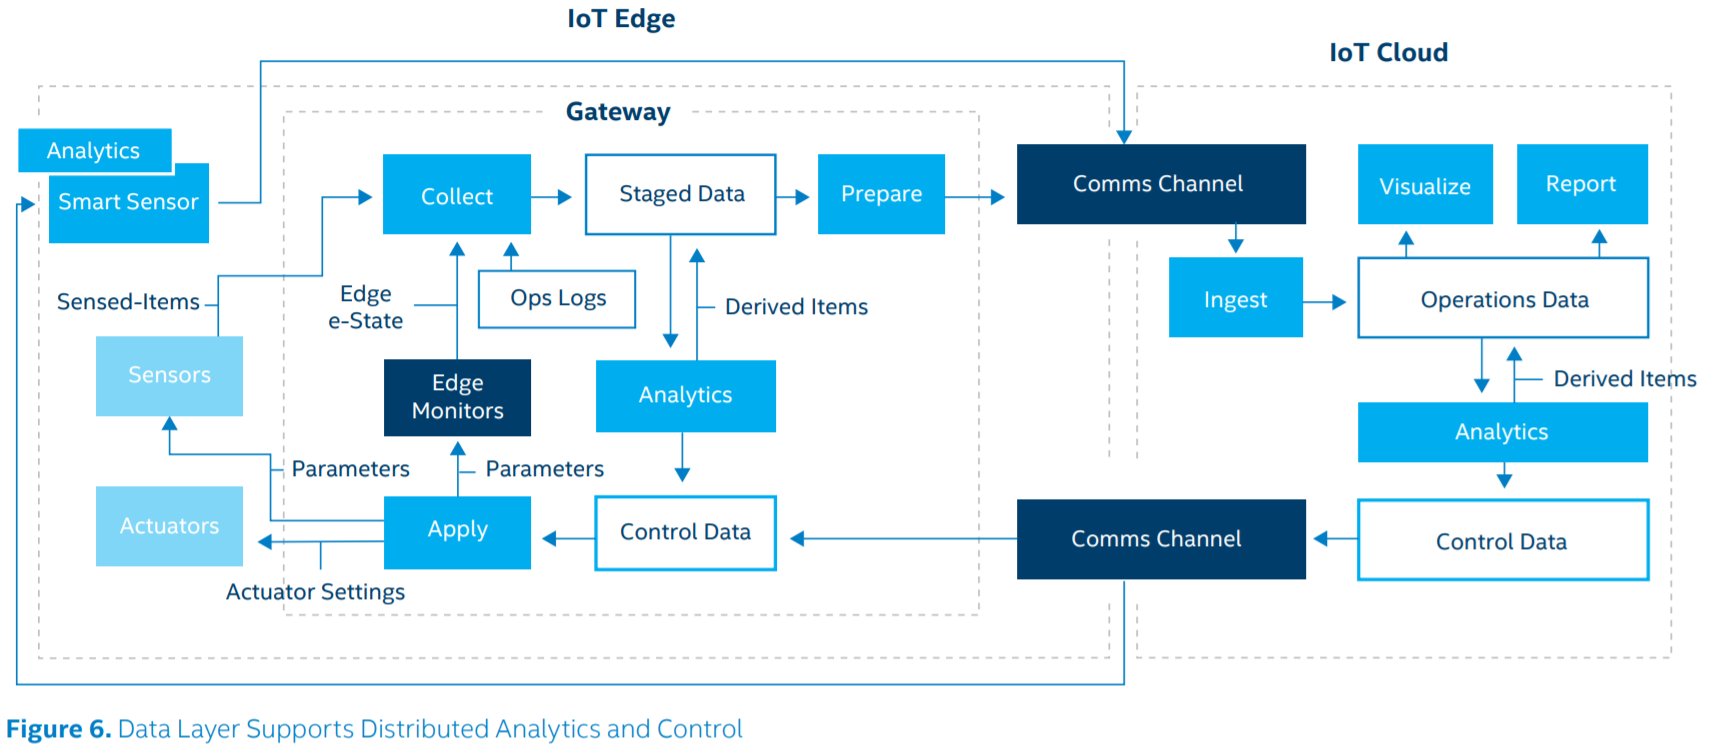 IoT Edge
IoT Cloud
Gateway
Analytics
Smart Sensor
Collect
Staged Data
Prepare
Comms Channel
Visualize
Report
Sensed-Items
Edge
e-State
Ops Logs
Derived Items
Ingest
Operations Data
Sensors
Edge
Monitors
Analytics
Derived Items
Analytics
Parameters
Parameters
Actuators
Apply
Control Data
Comms Channel
Control Data
Actuator Settings
Figure 6. Data Layer Supports Distributed Analytics and Control